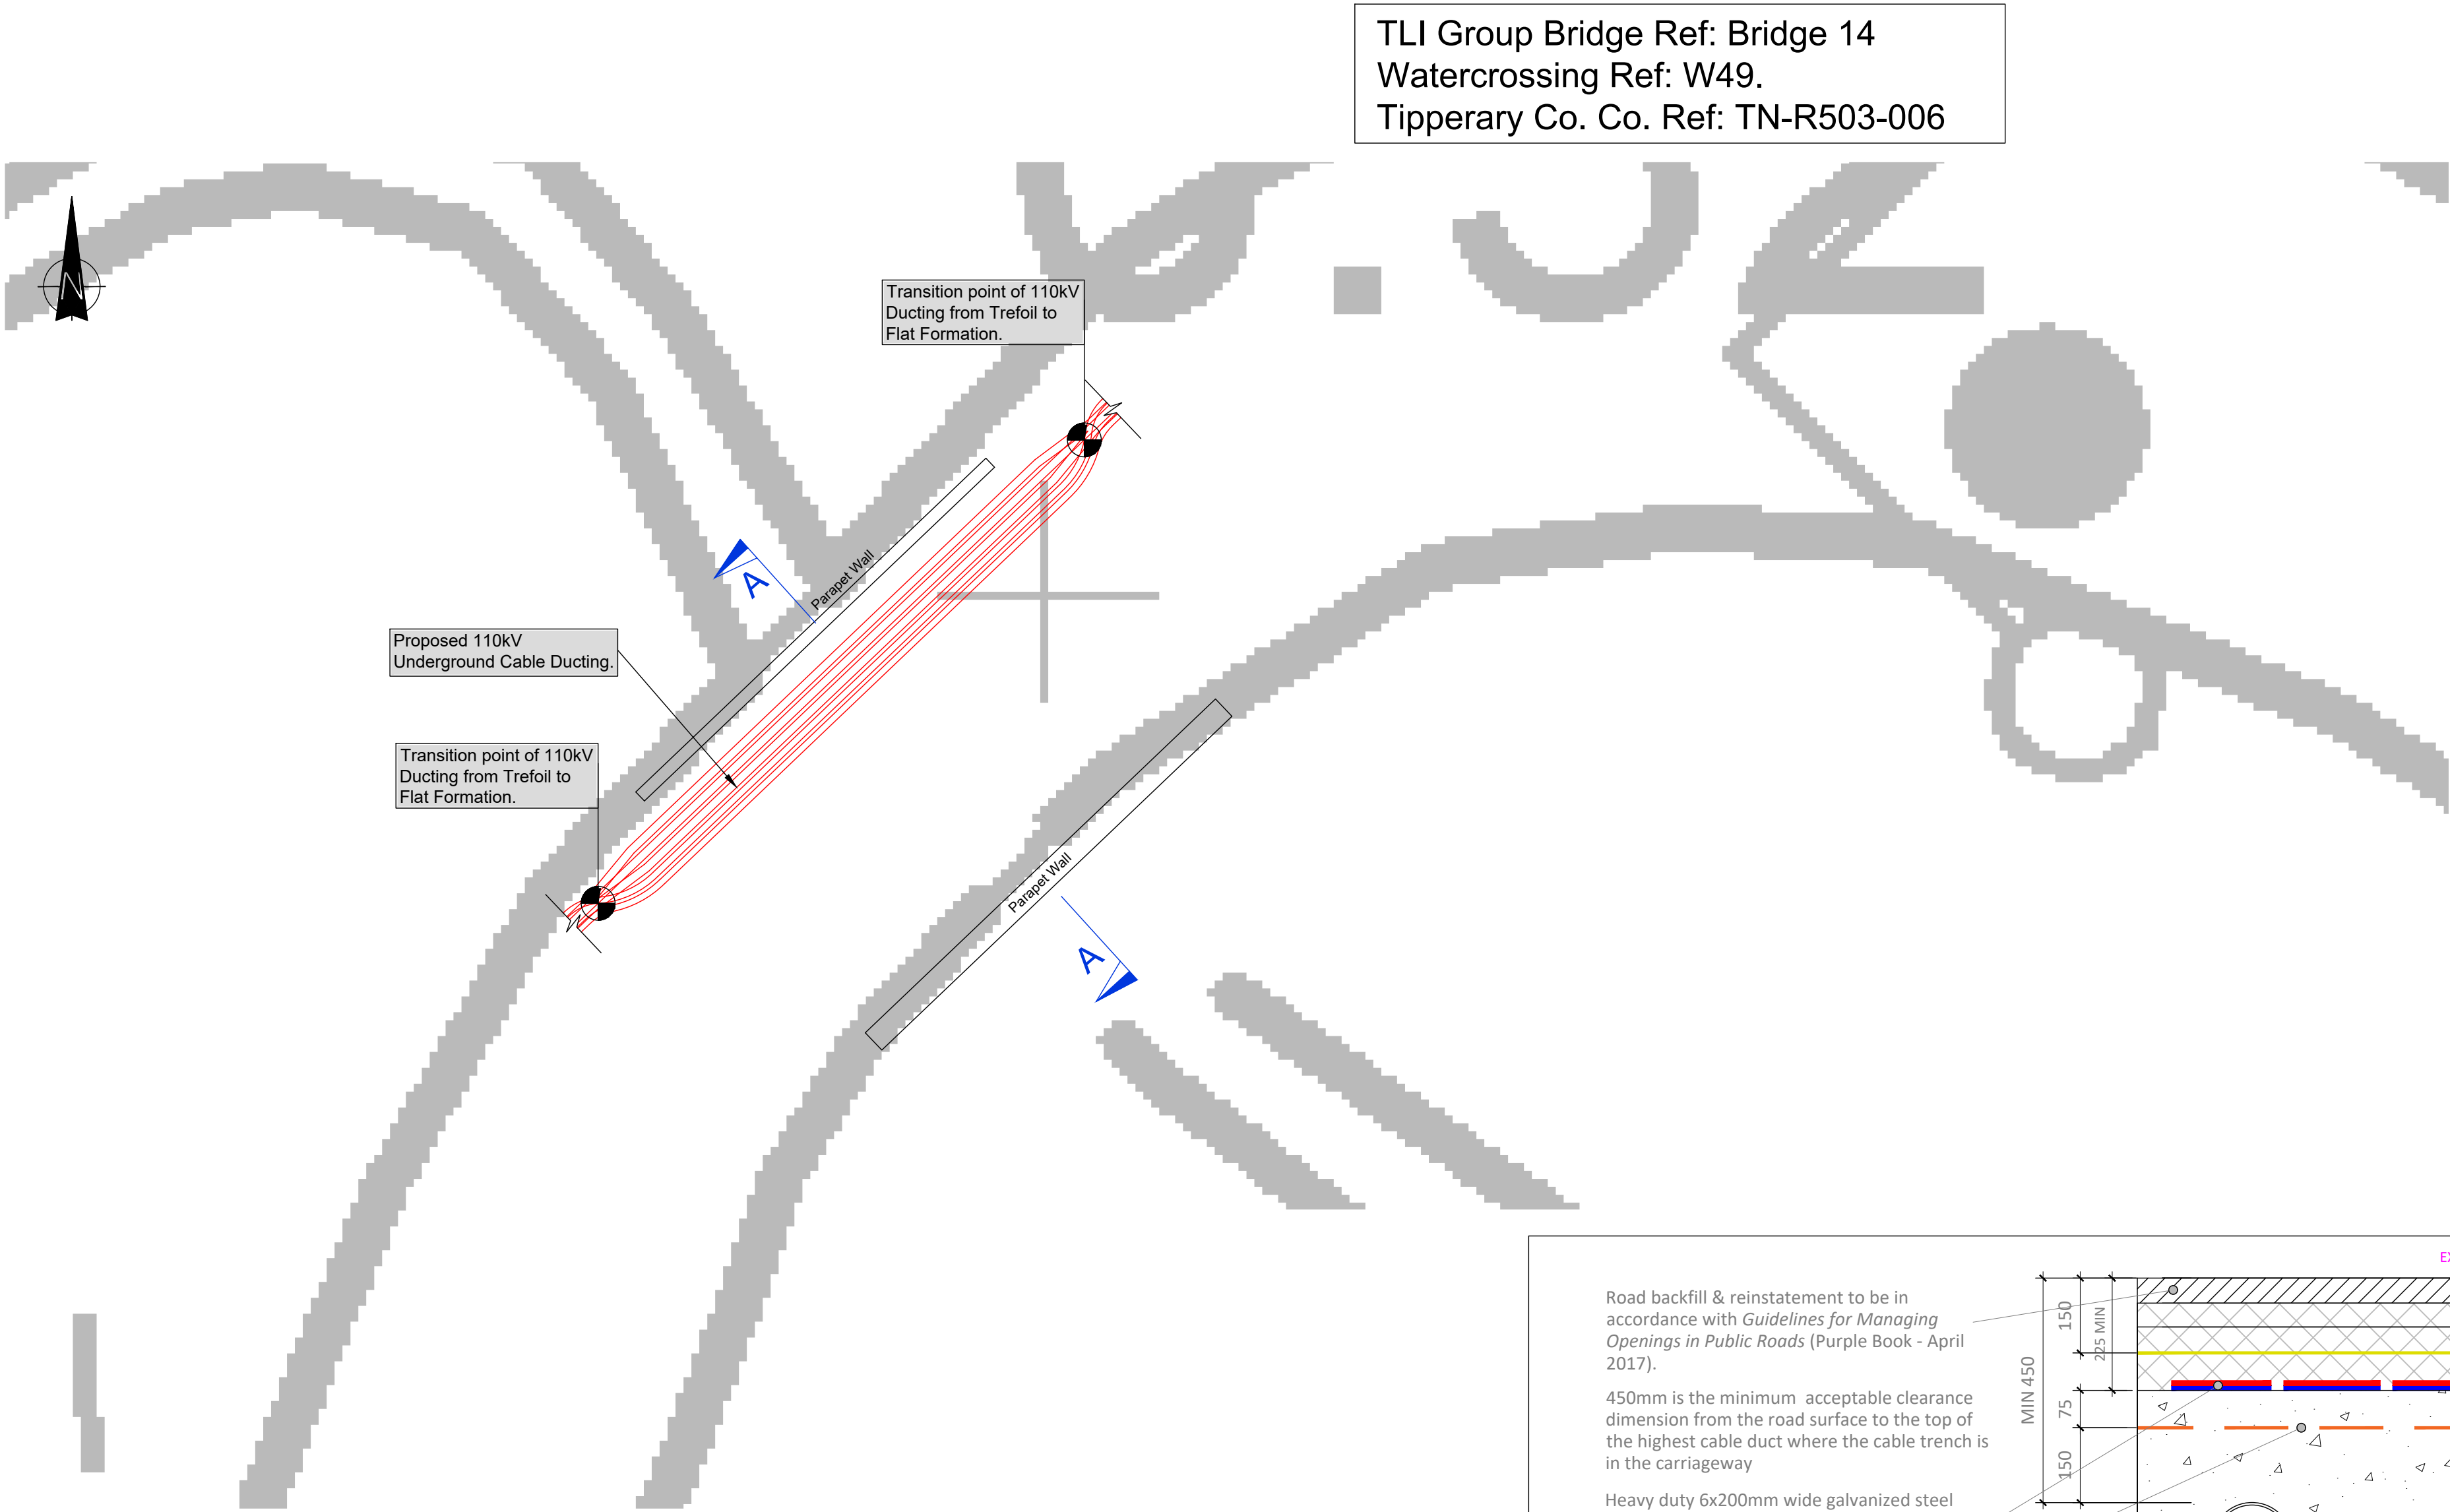 TLI Group Bridge Ref: Bridge 14
Watercrossing Ref: W49.
Tipperary Co. Co. Ref: TN-R503-006
N
Transition point of 110kV
Ducting from Trefoil to
Flat Formation.
A
Parapet Wall
Proposed 110kV
Underground Cable Ducting.
Transition point of 110kV
Ducting from Trefoil to
Flat Formation.
Parapet Wall
A
Road backfill & reinstatement to be in
accordance with Guidelines for Managing
Openings in Public Roads (Purple Book - April
2017).
450mm is the minimum acceptable clearance
dimension from the road surface to the top of
the highest cable duct where the cable trench is
in the carriageway
Heavy duty 6x200mm wide galvanized steel
MIN 450
150
225 MIN
75
150